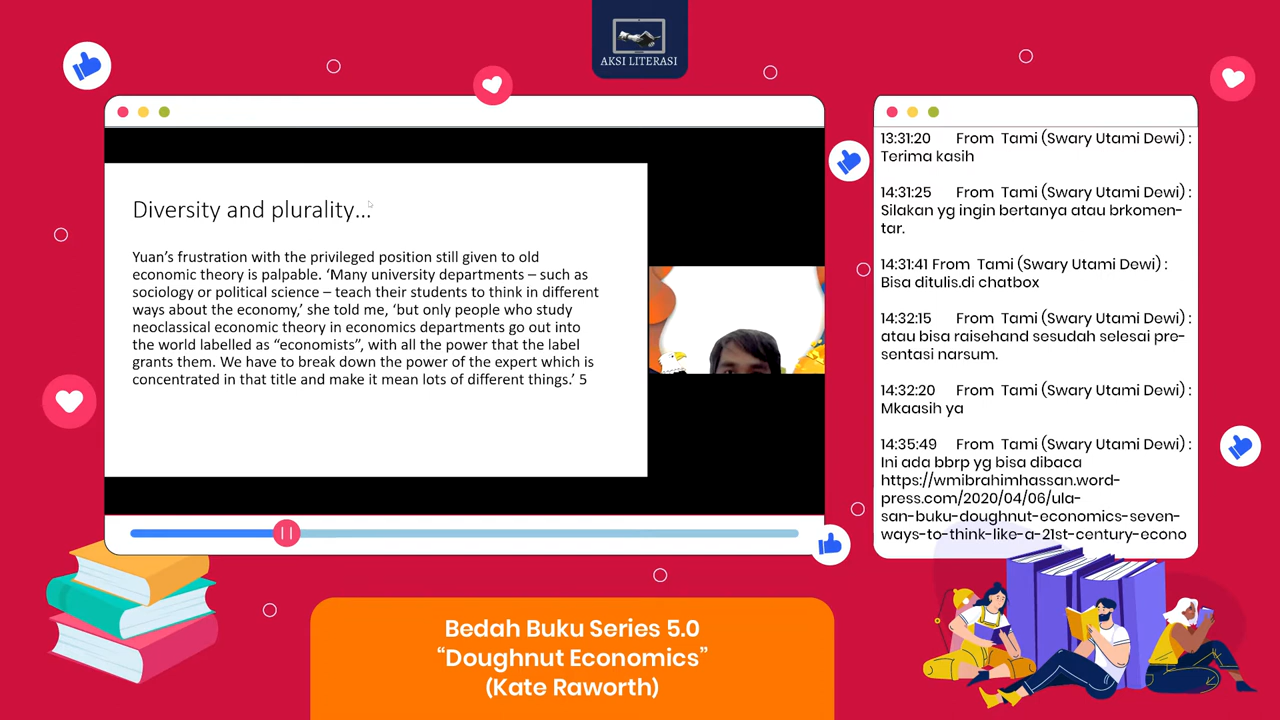 AKSI LITERASI
Diversity and plurality...
Yuan's frustration with the privileged position still given to old
economic theory is palpable. ‘Many university departments – such as
sociology or political science – teach their students to think in different
ways about the economy,’ she told me, ‘but only people who study
neoclassical economic theory in economics departments go out into
the world labelled as “economists”, with all the power that the label
grants them. We have to break down the power of the expert which is
concentrated in that title and make it mean lots of different things.’ 5
13:31:20 From Tami (Swary Utami Dewi) :
Terima kasih
14:31:25 From Tami (Swary Utami Dewi) :
Silakan yg ingin bertanya atau brkomen-
tar.
14:31:41 From Tami (Swary Utami Dewi) :
Bisa ditulis.di chatbox
14:32:15 From Tami (Swary Utami Dewi) :
atau bisa raisehand sesudah selesai pre-
sentasi narsum.
14:32:20 From Tami (Swary Utami Dewi) :
Mkaasih ya
14:35:49 From Tami (Swary Utami Dewi) :
Ini ada bbrp yg bisa dibaca
https://wmibrahimhassan.word-
press.com/2020/04/06/ula-
san-buku-doughnut-economics-seven-
ways-to-think-like-a-21st-century-econo
Bedah Buku Series 5.0
“Doughnut Economics”
(Kate Raworth)